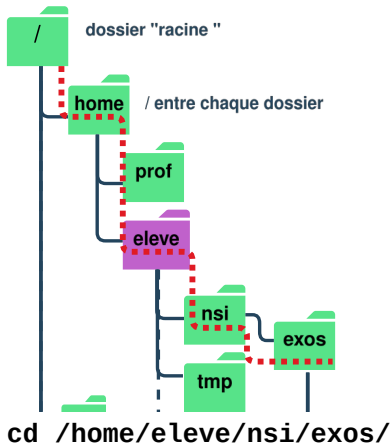 /
dossier "racine "
home
/ entre chaque dossier
prof
eleve
nsi
exos
tmp
cd /home/eleve/nsi/exos/